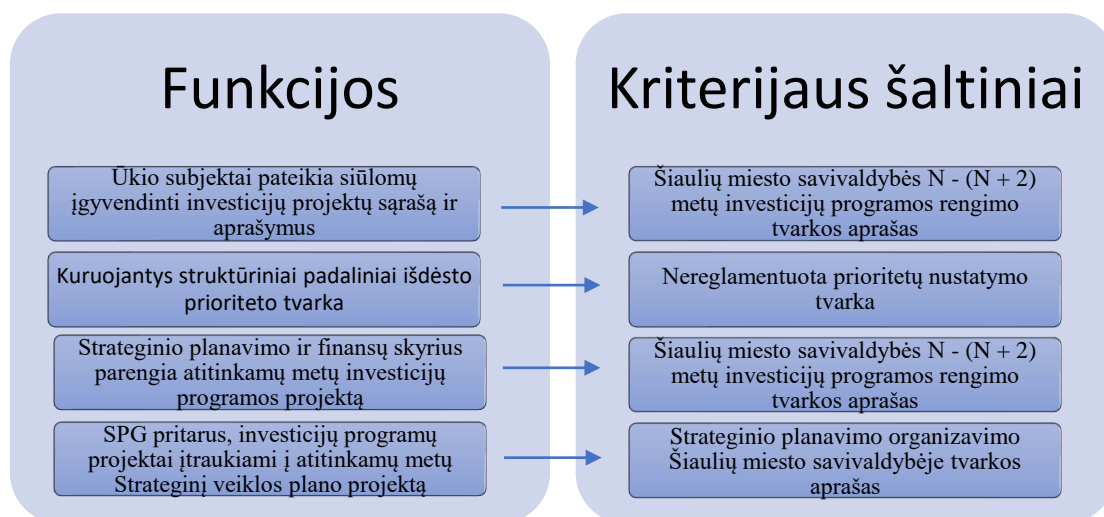 Funkcijos
Ūkio subjektai pateikia siūlomų
įgyvendinti investicijų projektų sąrašą ir
aprašymus
Kuruojantys struktūriniai padaliniai išdėsto
prioriteto tvarka
Strateginio planavimo ir finansų skyrius
parengia atitinkamų metų investicijų
programos projektą
SPG pritarus, investicijų programų
projektai įtraukiami į atitinkamų metų
Strateginį veiklos plano projektą
Kriterijaus šaltiniai
Šiaulių miesto savivaldybės N - (N + 2)
metų investicijų programos rengimo
tvarkos aprašas
Nereglamentuota prioritetų nustatymo
tvarka
Šiaulių miesto savivaldybės N - (N + 2)
metų investicijų programos rengimo
tvarkos aprašas
Strateginio planavimo organizavimo
Šiaulių miesto savivaldybėje tvarkos
aprašas